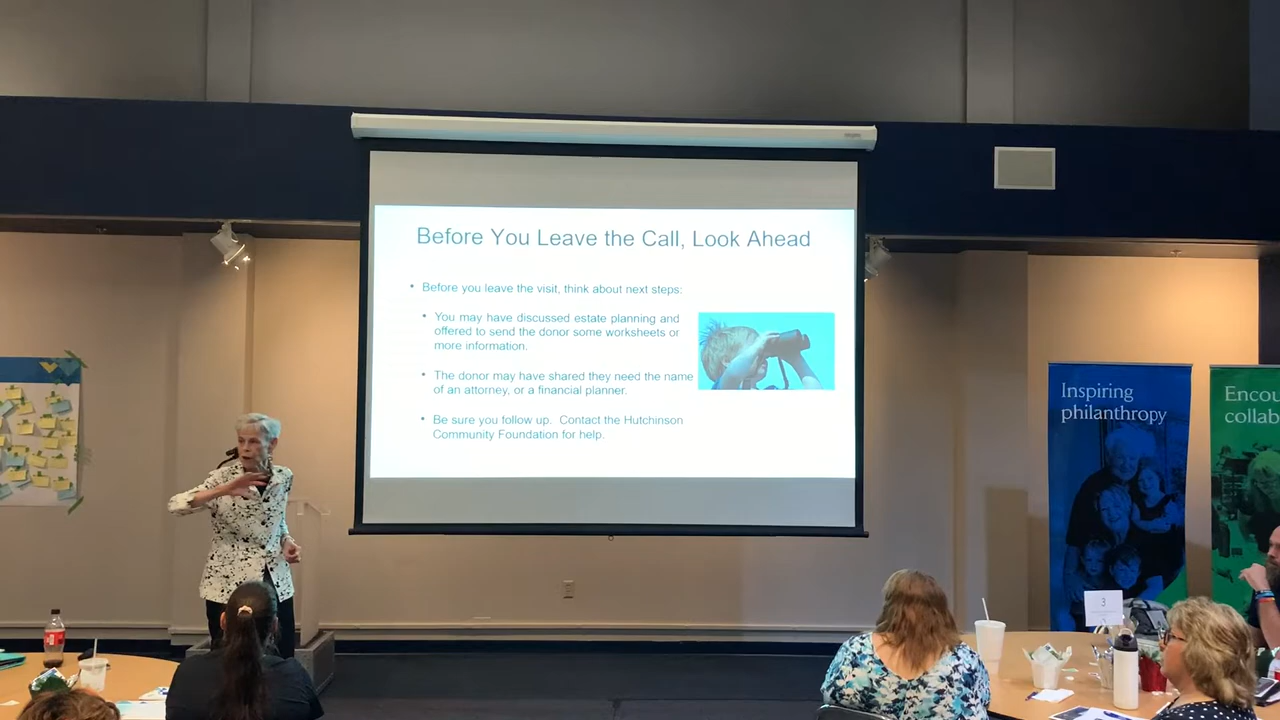 Before You Leave the Call, Look Ahead
• Before you leave the visit, think about next steps:
• You may have discussed estate planning and
offered to send the donor some worksheets or
more information.
• The donor may have shared they need the name
of an attorney, or a financial planner.
• Be sure you follow up. Contact the Hutchinson
Community Foundation for help.
Inspiring
philanthropy
Encou
collab
3